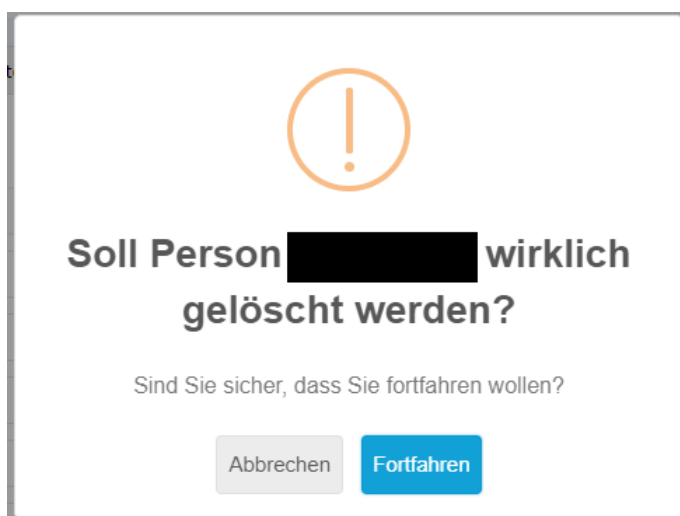 Soll Person wirklich
gelöscht werden?
Sind Sie sicher, dass Sie fortfahren wollen?
Abbrechen
Fortfahren